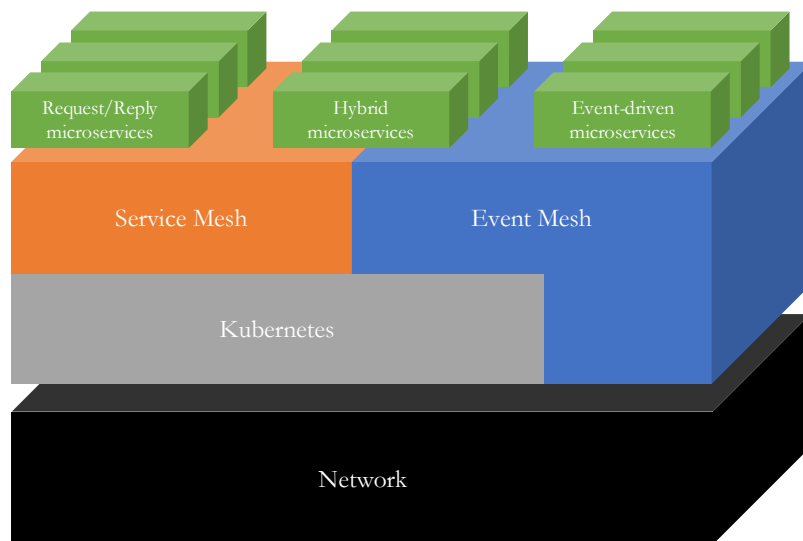 Request/Reply
microservices
Hybrid
microservices
Event-driven
microservices
Service Mesh
Event Mesh
Kubernetes
Network